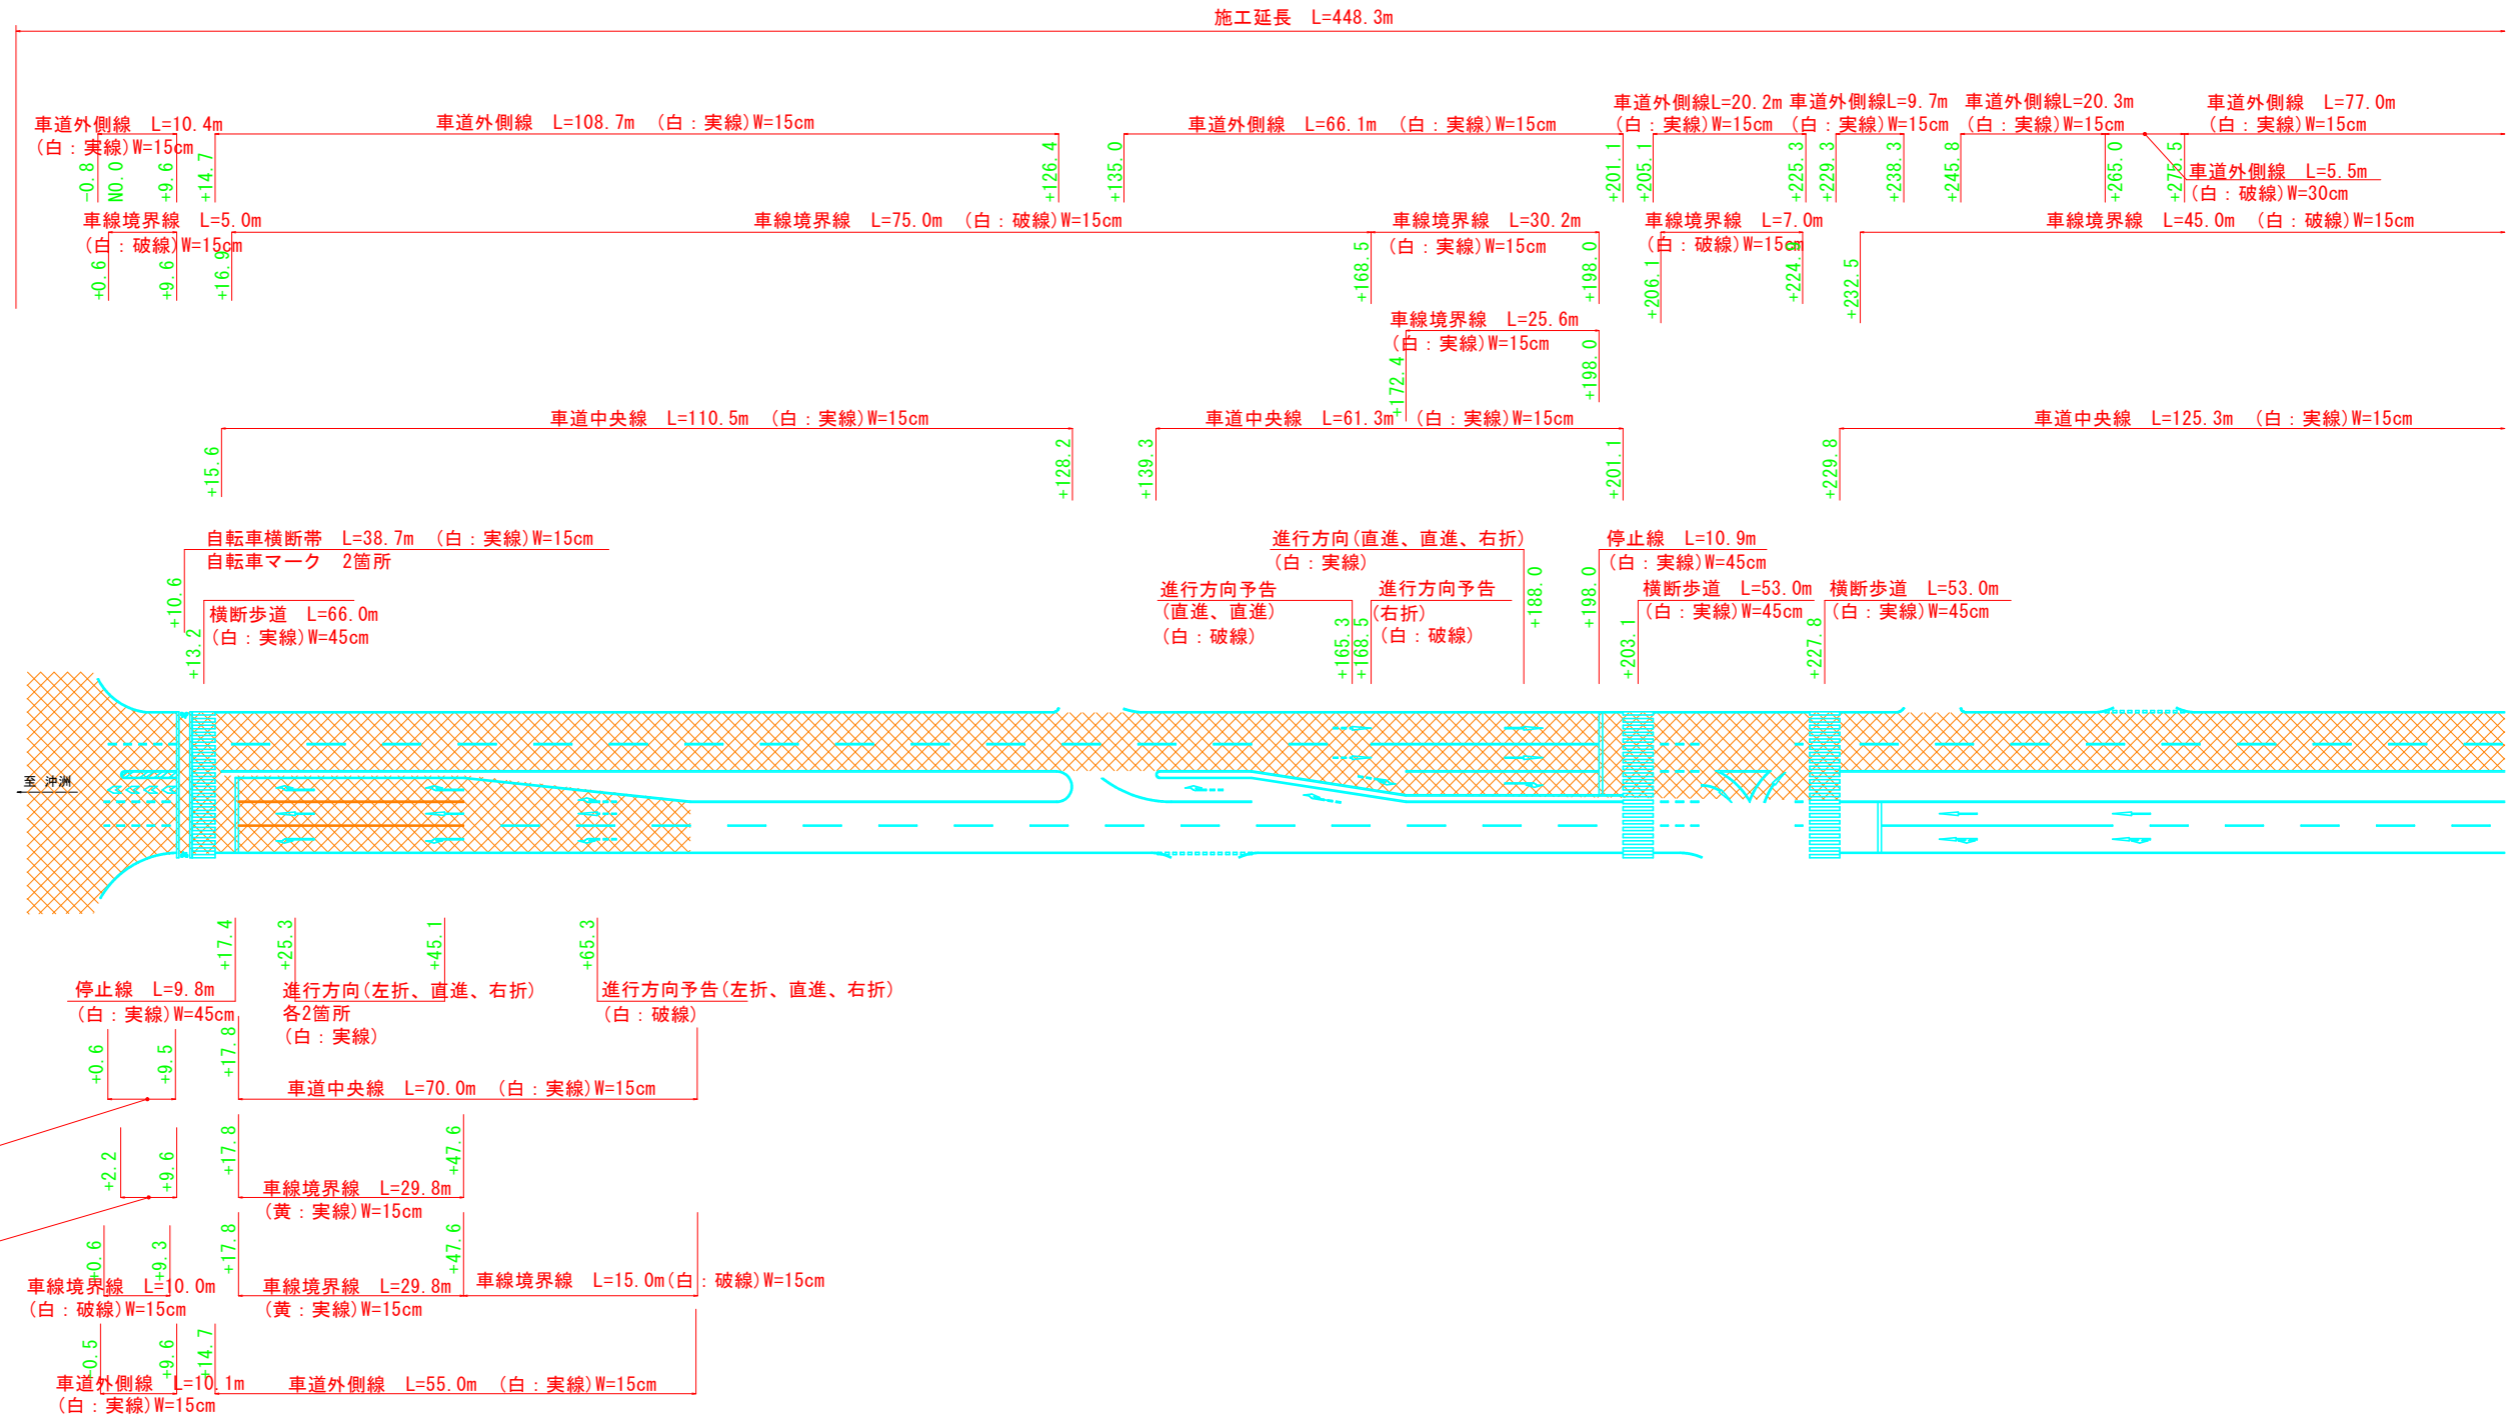 施工延長　L=448.3m
車道外側線　L=10.4m
(白：実線)W=15cm
車道外側線　L=108.7m　(白：実線)W=15cm
車道外側線　L=66.1m　(白：実線)W=15cm
車道外側線L=20.2m
(白：実線)W=15cm
車道外側線L=9.7m
(白：実線)W=15cm
車道外側線L=20.3m
(白：実線)W=15cm
車道外側線　L=77.0m
(白：実線)W=15cm
車道外側線　L=5.5m
(白：破線)W=30cm
-0.8
NO.0
+9.6
+14.7
+126.4
+135.0
+201.1
+205.1
+225.3
+229.3
+238.3
+245.8
+265.0
+275.5
車線境界線　L=5.0m
(白：破線)W=15cm
車線境界線　L=75.0m　(白：破線)W=15cm
車線境界線　L=30.2m
(白：実線)W=15cm
車線境界線　L=7.0m
(白：破線)W=15cm
車線境界線　L=45.0m　(白：破線)W=15cm
+0.6
+9.6
+16.9
+168.5
+198.0
+206.1
+232.5
車線境界線　L=25.6m
(白：実線)W=15cm
+172.4
+198.0
車道中央線　L=110.5m　(白：実線)W=15cm
車道中央線　L=61.3m　(白：実線)W=15cm
車道中央線　L=125.3m　(白：実線)W=15cm
+15.6
+128.2
+139.3
+201.1
+229.8
自転車横断帯　L=38.7m　(白：実線)W=15cm
自転車マーク　2箇所
+10.6
横断歩道　L=66.0m
(白：実線)W=45cm
+13.2
進行方向(直進、直進、右折)
(白：実線)
+188.0
進行方向予告
(直進、直進)
(白：破線)
+165.3
進行方向予告
(右折)
(白：破線)
+168.5
停止線　L=10.9m
(白：実線)W=45cm
+198.0
横断歩道　L=53.0m
(白：実線)W=45cm
+203.1
横断歩道　L=53.0m
(白：実線)W=45cm
+227.8
至 沖洲
+17.4
+25.3
+45.1
+65.3
停止線　L=9.8m
(白：実線)W=45cm
進行方向(左折、直進、右折)
各2箇所
(白：実線)
進行方向予告(左折、直進、右折)
(白：破線)
+0.6
+9.5
+17.8
車道中央線　L=70.0m　(白：実線)W=15cm
+2.2
+9.6
+17.8
+47.6
車線境界線　L=29.8m
(黄：実線)W=15cm
+0.6
+9.3
+17.8
+47.6
車線境界線　L=10.0m
(白：破線)W=15cm
車線境界線　L=29.8m
(黄：実線)W=15cm
車線境界線　L=15.0m(白：破線)W=15cm
+9.6
+14.7
車道外側線　L=10.1m
(白：実線)W=15cm
車道外側線　L=55.0m　(白：実線)W=15cm